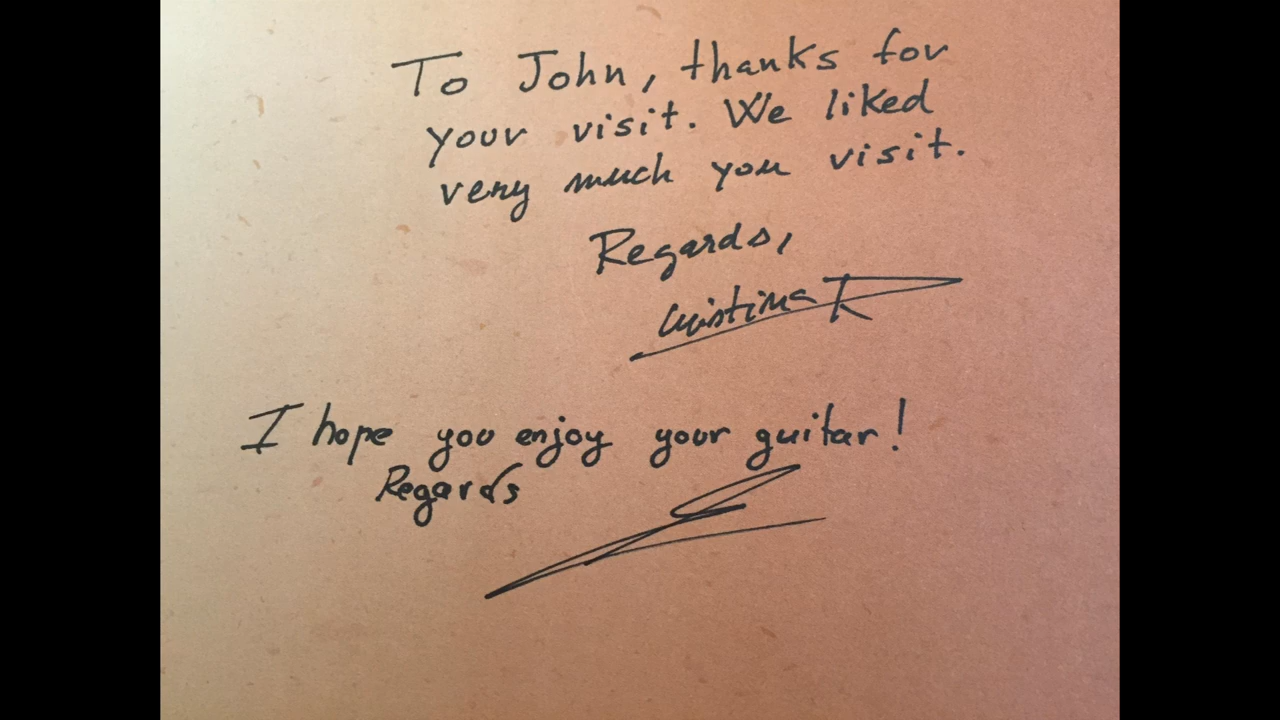 To John, thanks for
your visit. We liked
very much you visit.
Regards,
Cristina R
I hope you enjoy your guitar!
Regards